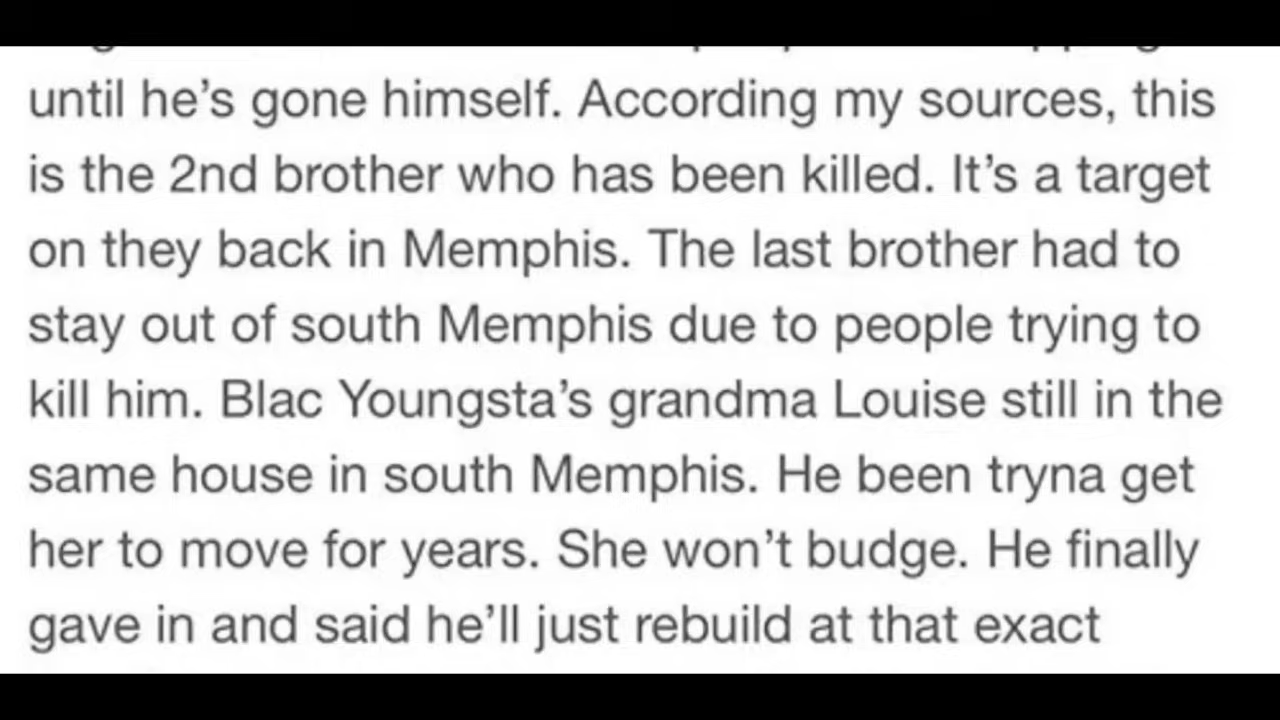 until he’s gone himself. According my sources, this
is the 2nd brother who has been killed. It’s a target
on they back in Memphis. The last brother had to
stay out of south Memphis due to people trying to
kill him. Blac Youngsta’s grandma Louise still in the
same house in south Memphis. He been tryna get
her to move for years. She won’t budge. He finally
gave in and said he’ll just rebuild at that exact